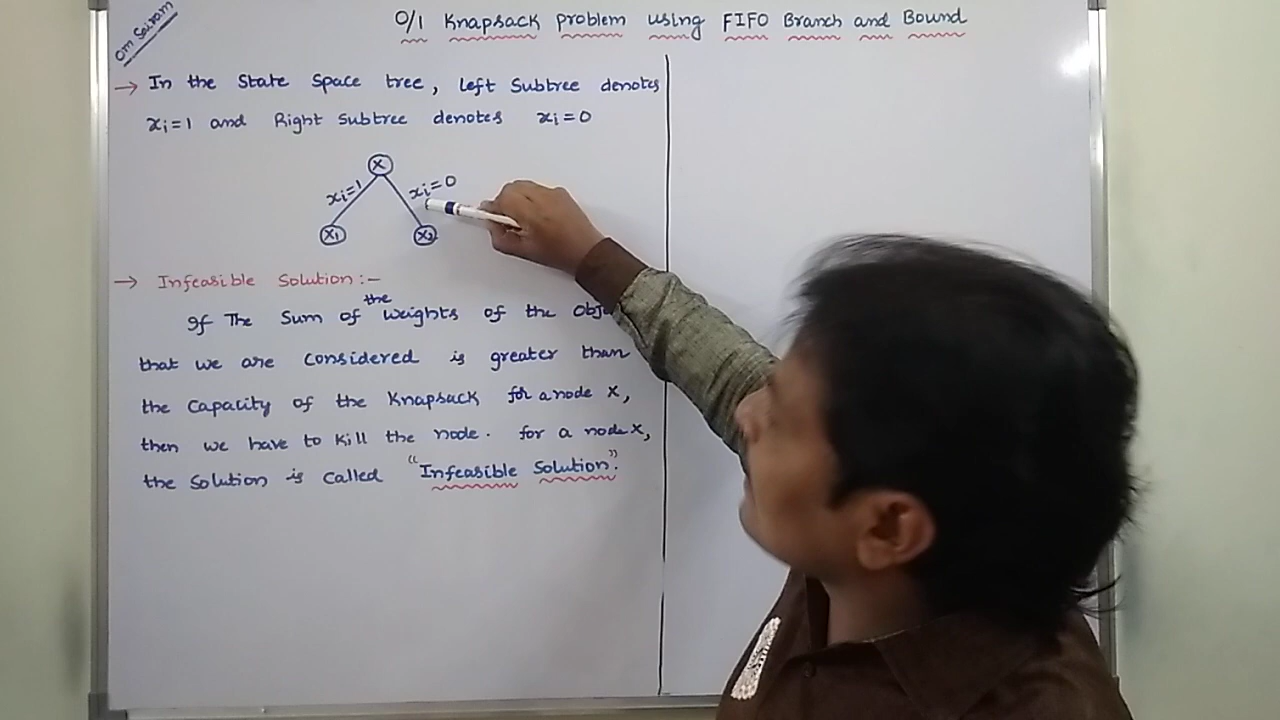 Om Sairam
0/1 Knapsack problem using FIFO Branch and Bound
→ In the State Space tree, left Subtree denotes
xi=1 and Right Subtree denotes xi=0
X
xi=1 xi=0
X1 X2
→ Infeasible Solution:-
If The Sum of the weights of the
that we are considered is greater than
the capacity of the Knapsack for a node X,
then we have to kill the node. for a node X,
the solution is called "Infeasible Solution".